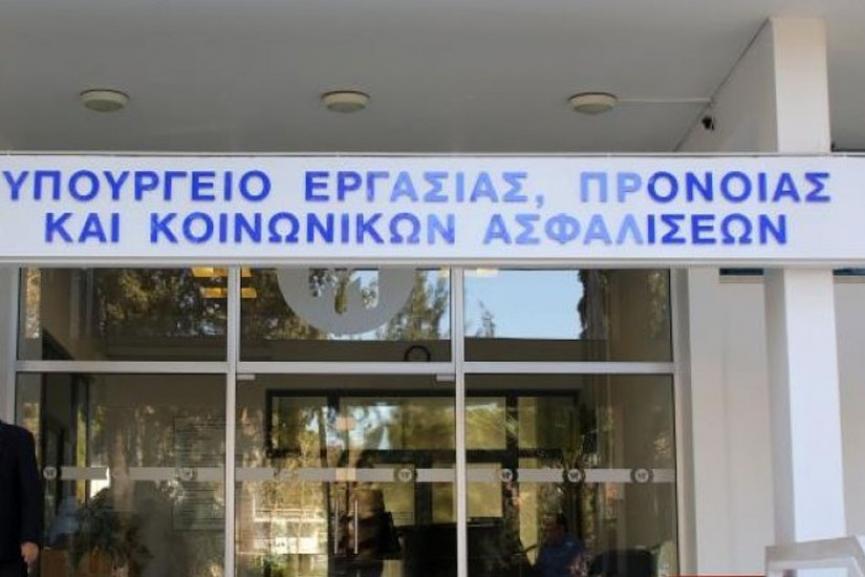 ΥΠΟΥΡΓΕΙΟ ΕΡΓΑΣΙΑΣ, ΠΡΟΝΟΙΑΣ
ΚΑΙ ΚΟΙΝΩΝΙΚΩΝ ΑΣΦΑΛΙΣΕΩΝ